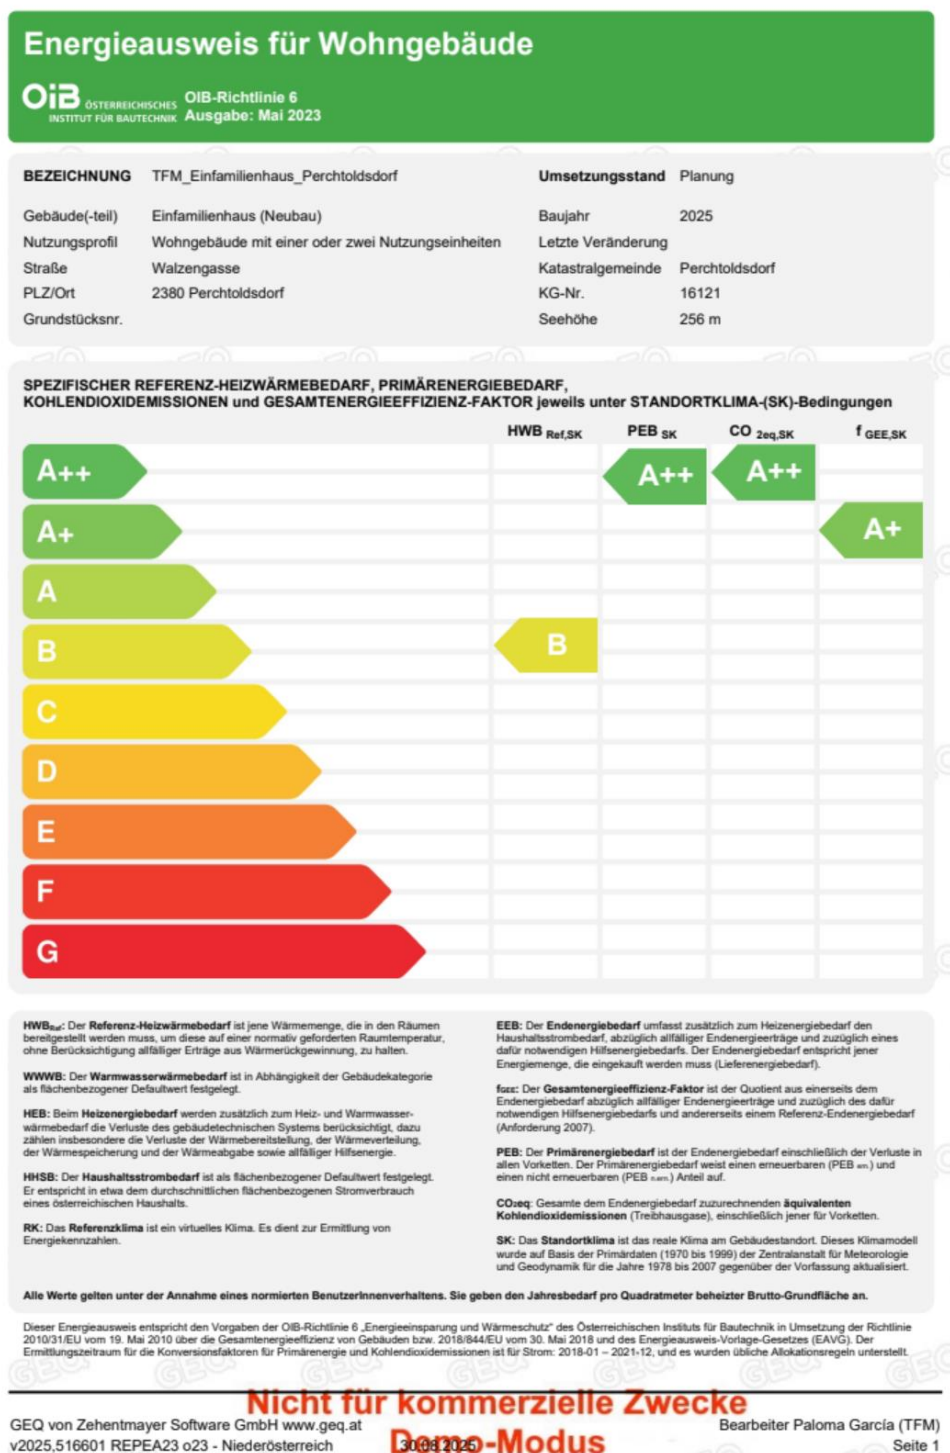 Energieausweis für Wohngebäude
OiB ÖSTERREICHISCHES INSTITUT FÜR BAUTECHNIK
OIB-Richtlinie 6
Ausgabe: Mai 2023
BEZEICHNUNG TFM_Einfamilienhaus_Perchtoldsdorf Umsetzungsstand Planung
Gebäude(-teil) Einfamilienhaus (Neubau) Baujahr 2025
Nutzungsprofil Wohngebäude mit einer oder zwei Nutzungseinheiten Letzte Veränderung
Straße Walzengasse Katastralgemeinde Perchtoldsdorf
PLZ/Ort 2380 Perchtoldsdorf KG-Nr. 16121
Grundstücksnr. Seehöhe 256 m
SPEZIFISCHER REFERENZ-HEIZWÄRMEBEDARF, PRIMÄRENERGIEBEDARF,
KOHLENDIOXIDEMISSIONEN und GESAMTENERGIEEFFIZIENZ-FAKTOR jeweils unter STANDORTKLIMA-(SK)-Bedingungen
HWB Ref,SK PEB SK CO 2eq,SK f GEE,SK
A++ A++ A++
A+ A+
A
B B
C
D
E
F
G
HWBRef: Der Referenz-Heizwärmebedarf ist jene Wärmemenge, die in den Räumen
bereitgestellt werden muss, um diese auf einer normativ geforderten Raumtemperatur,
ohne Berücksichtigung allfälliger Erträge aus Wärmerückgewinnung, zu halten.
WWWB: Der Warmwasserwärmebedarf ist in Abhängigkeit der Gebäudekategorie
als flächenbezogener Defaultwert festgelegt.
HEB: Beim Heizenergiebedarf werden zusätzlich zum Heiz- und Warmwasser-
wärmebedarf die Verluste des gebäudetechnischen Systems berücksichtigt, dazu
zählen insbesondere die Verluste der Wärmebereitstellung, der Wärmeverteilung,
der Wärmespeicherung und der Wärmeabgabe sowie allfälliger Hilfsenergie.
HHSB: Der Haushaltsstrombedarf ist als flächenbezogener Defaultwert festgelegt.
Er entspricht in etwa dem durchschnittlichen flächenbezogenen Stromverbrauch
eines österreichischen Haushalts.
RK: Das Referenzklima ist ein virtuelles Klima. Es dient zur Ermittlung von
Energiekennzahlen.
EEB: Der Endenergiebedarf umfasst zusätzlich zum Heizenergiebedarf den
Haushaltsstrombedarf, abzüglich allfälliger Endenergieerträge und zuzüglich eines
dafür notwendigen Hilfsenergiebedarfs. Der Endenergiebedarf entspricht jener
Energiemenge, die eingekauft werden muss (Lieferenergiebedarf).
fGEE: Der Gesamtenergieeffizienz-Faktor ist der Quotient aus einerseits dem
Endenergiebedarf abzüglich allfälliger Endenergieerträge und zuzüglich des dafür
notwendigen Hilfsenergiebedarfs und andererseits einem Referenz-Endenergiebedarf
(Anforderung 2007).
PEB: Der Primärenergiebedarf ist der Endenergiebedarf einschließlich der Verluste in
allen Vorketten. Der Primärenergiebedarf weist einen erneuerbaren (PEB ern.) und
einen nicht erneuerbaren (PEB n.ern.) Anteil auf.
CO2eq: Gesamte dem Endenergiebedarf zuzurechnenden äquivalenten
Kohlendioxidemissionen (Treibhausgase), einschließlich jener für Vorketten.
SK: Das Standortklima ist das reale Klima am Gebäudestandort. Dieses Klimamodell
wurde auf Basis der Primärdaten (1970 bis 1999) der Zentralanstalt für Meteorologie
und Geodynamik für die Jahre 1978 bis 2007 gegenüber der Vorfassung aktualisiert.
Alle Werte gelten unter der Annahme eines normierten BenutzerInnenverhaltens. Sie geben den Jahresbedarf pro Quadratmeter beheizter Brutto-Grundfläche an.
Dieser Energieausweis entspricht den Vorgaben der OIB-Richtlinie 6 „Energieeinsparung und Wärmeschutz“ des Österreichischen Instituts für Bautechnik in Umsetzung der Richtlinie
2010/31/EU vom 19. Mai 2010 über die Gesamtenergieeffizienz von Gebäuden bzw. 2018/844/EU vom 30. Mai 2018 und des Energieausweis-Vorlage-Gesetzes (EAVG). Der
Ermittlungszeitraum für die Konversionsfaktoren für Primärenergie und Kohlendioxidemissionen ist für Strom: 2018-01 – 2021-12, und es wurden übliche Allokationsregeln unterstellt.
Nicht für kommerzielle Zwecke
GEQ von Zehentmayer Software GmbH www.geq.at Bearbeiter Paloma García (TFM)
v2025,516601 REPEA23 o23 - Niederösterreich 30.08.2025 Demo-Modus Seite 1